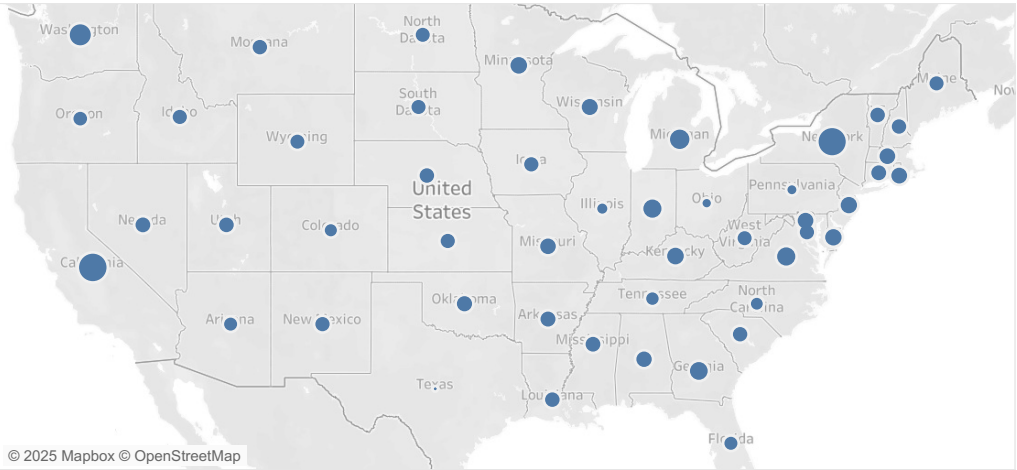 Washington
Montana
North
Dakota
Minnesota
Maine
Nov
Oregon
Idaho
South
Dakota
Wisconsin
Michigan
New York
Wyoming
Iowa
Pennsylvania
United
States
Illinois
Ohio
Nevada
Utah
Colorado
Missouri
Kentucky
West
Virginia
California
Arizona
New Mexico
Oklahoma
Arkansas
Tennessee
North
Carolina
Mississippi
Georgia
Texas
Louisiana
Florida
© 2025 Mapbox © OpenStreetMap